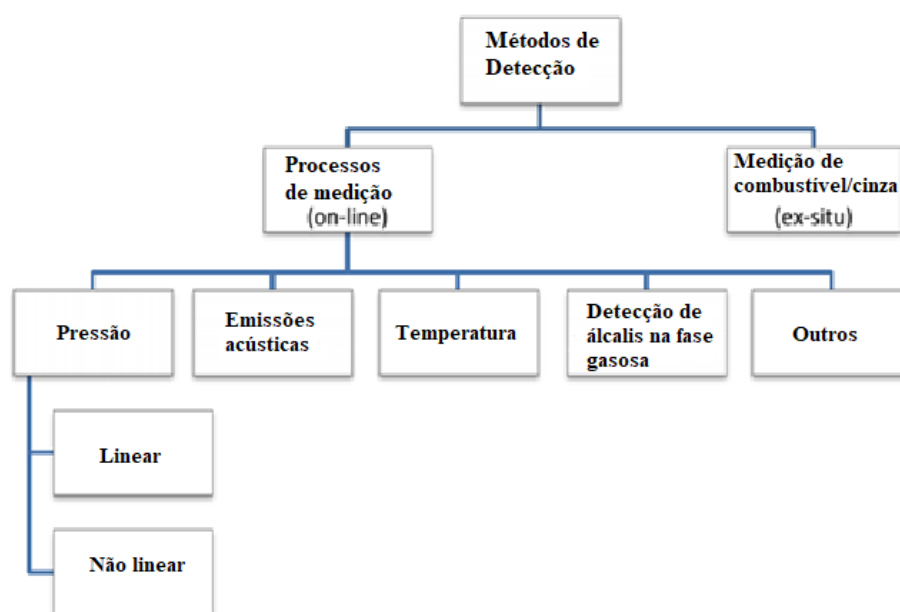 Métodos de
Detecção
Processos
de medição
(on-line)
Medição de
combustível/cinza
(ex-situ)
Pressão
Emissões
acústicas
Temperatura
Detecção de
álcalis na fase
gasosa
Outros
Linear
Não linear